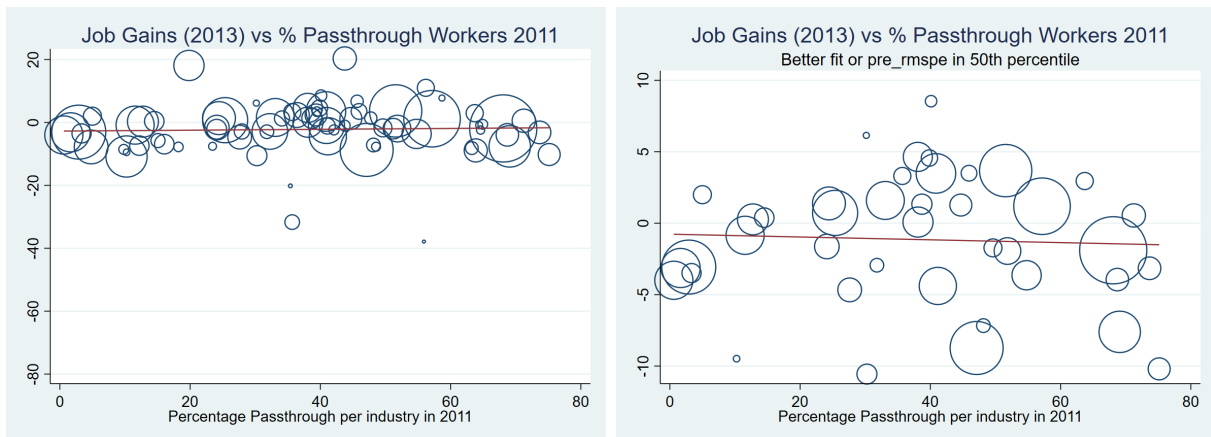 Job Gains (2013) vs % Passthrough Workers 2011
20
0
-20
-40
-60
-80
0 20 40 60 80
Percentage Passthrough per industry in 2011
Job Gains (2013) vs % Passthrough Workers 2011
Better fit or pre_rmspe in 50th percentile
10
5
0
-5
-10
0 20 40 60 80
Percentage Passthrough per industry in 2011